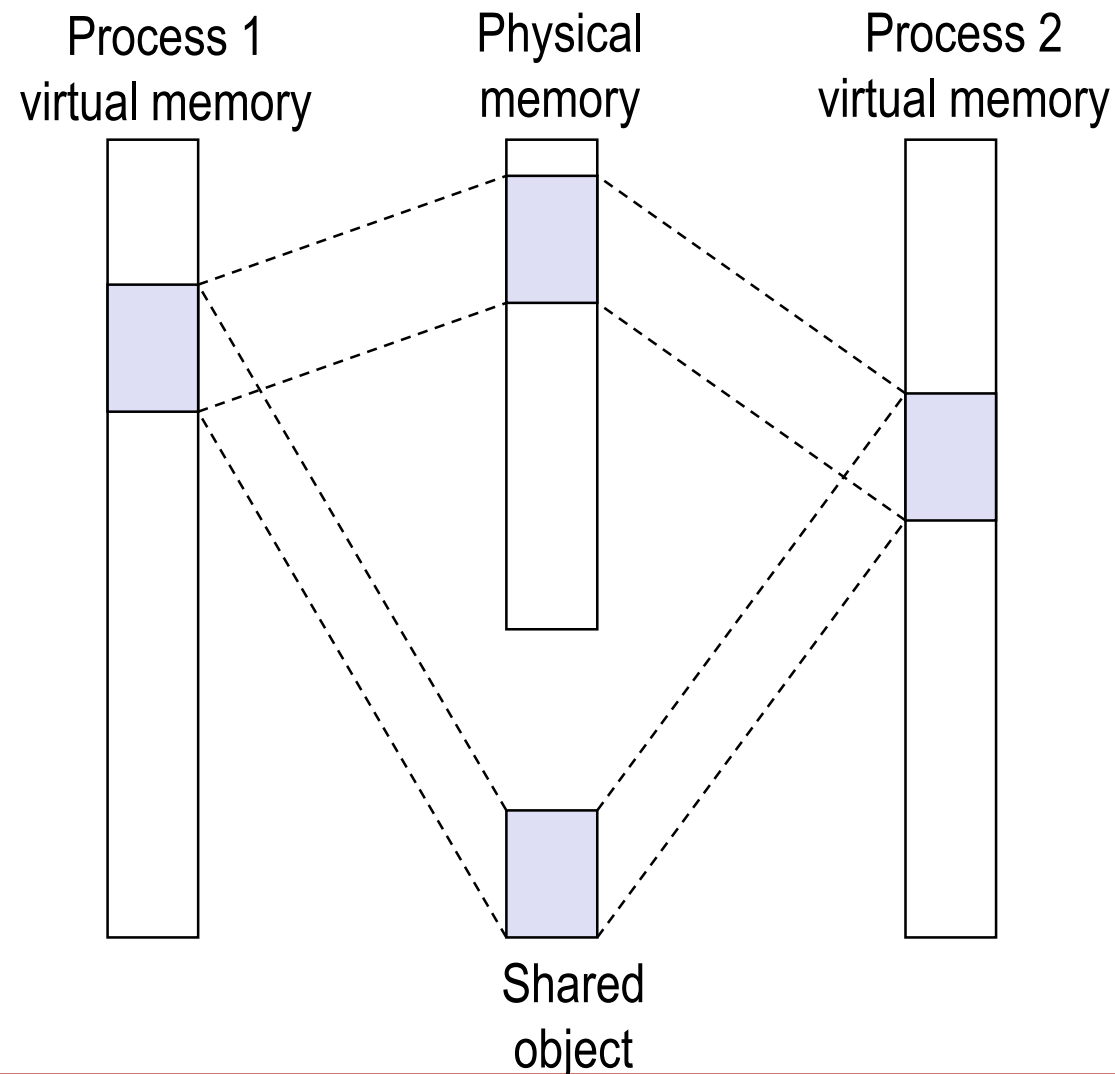 Process 1
virtual memory
Physical
memory
Process 2
virtual memory
Shared
object